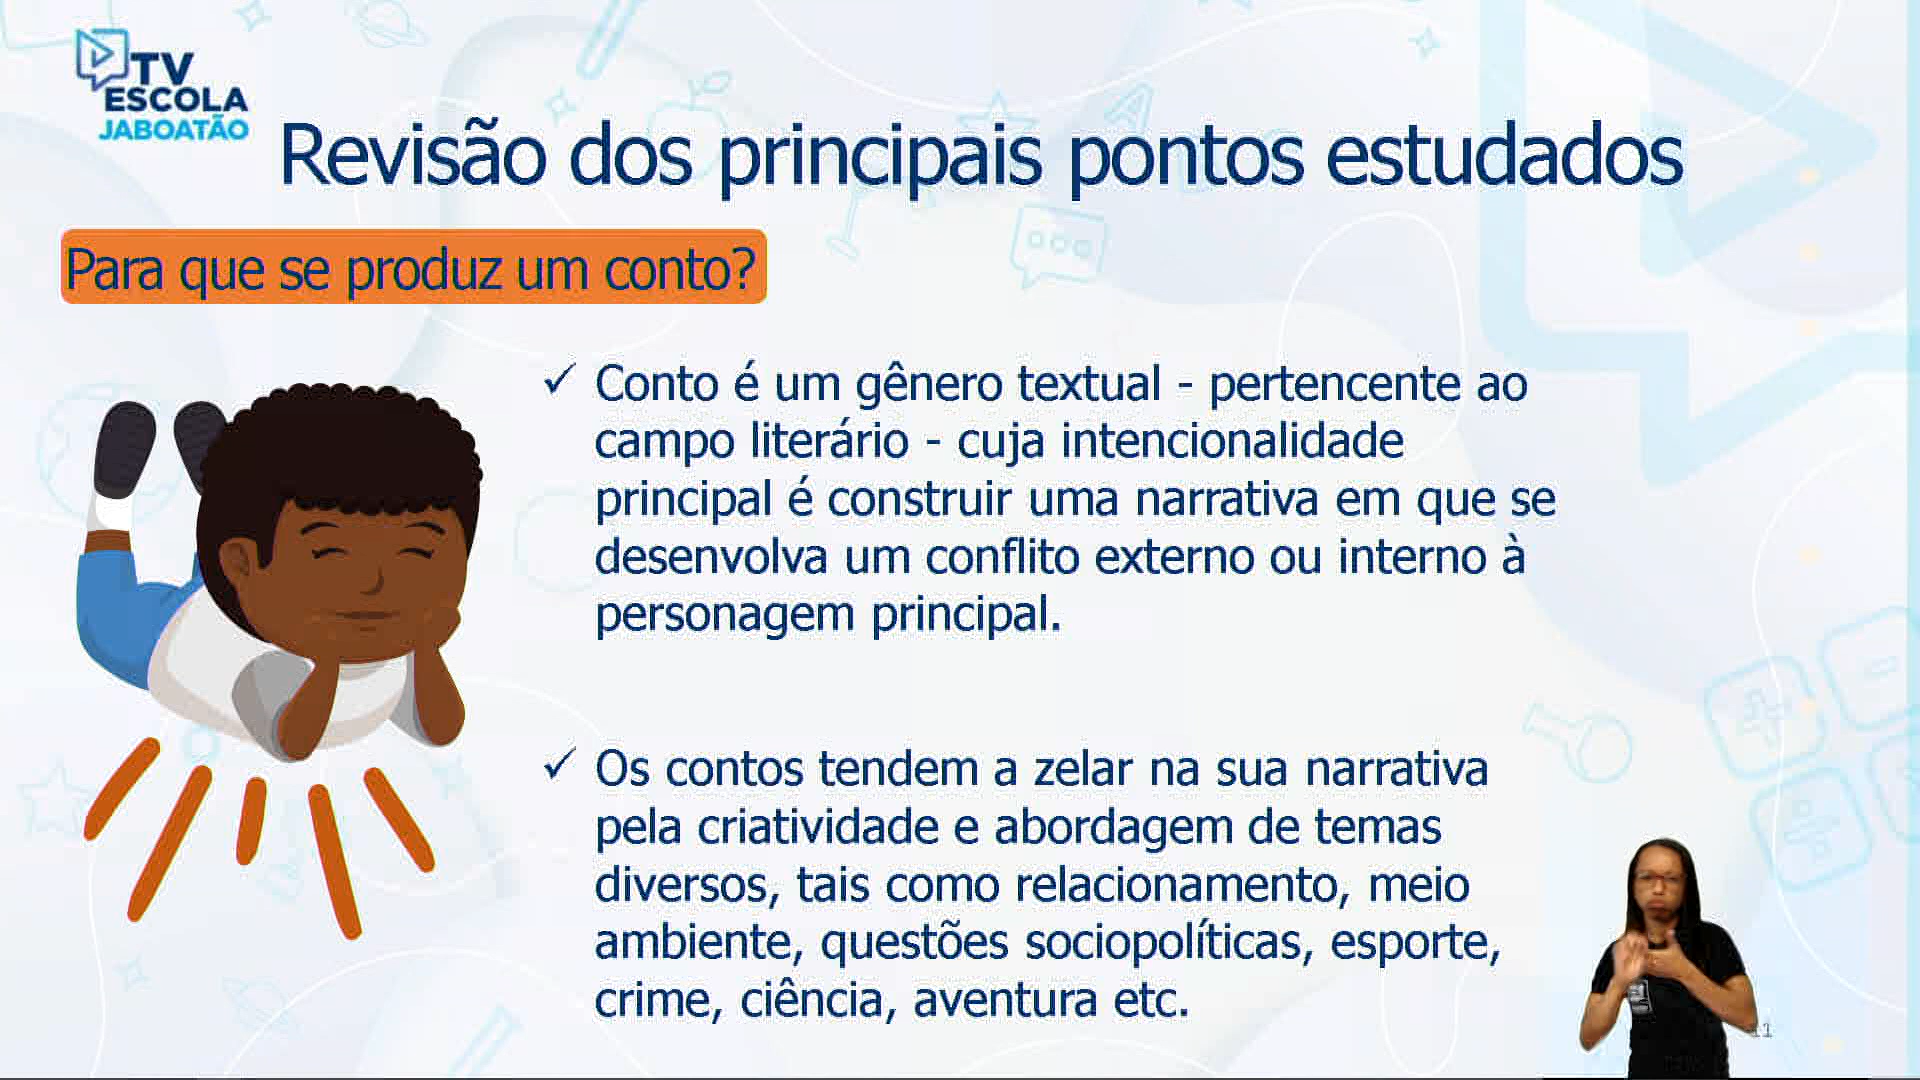 TV
ESCOLA
JABOATÃO
Revisão dos principais pontos estudados
Para que se produz um conto?
✓ Conto é um gênero textual - pertencente ao
campo literário - cuja intencionalidade
principal é construir uma narrativa em que se
desenvolva um conflito externo ou interno à
personagem principal.
✓ Os contos tendem a zelar na sua narrativa
pela criatividade e abordagem de temas
diversos, tais como relacionamento, meio
ambiente, questões sociopolíticas, esporte,
crime, ciência, aventura etc.
11